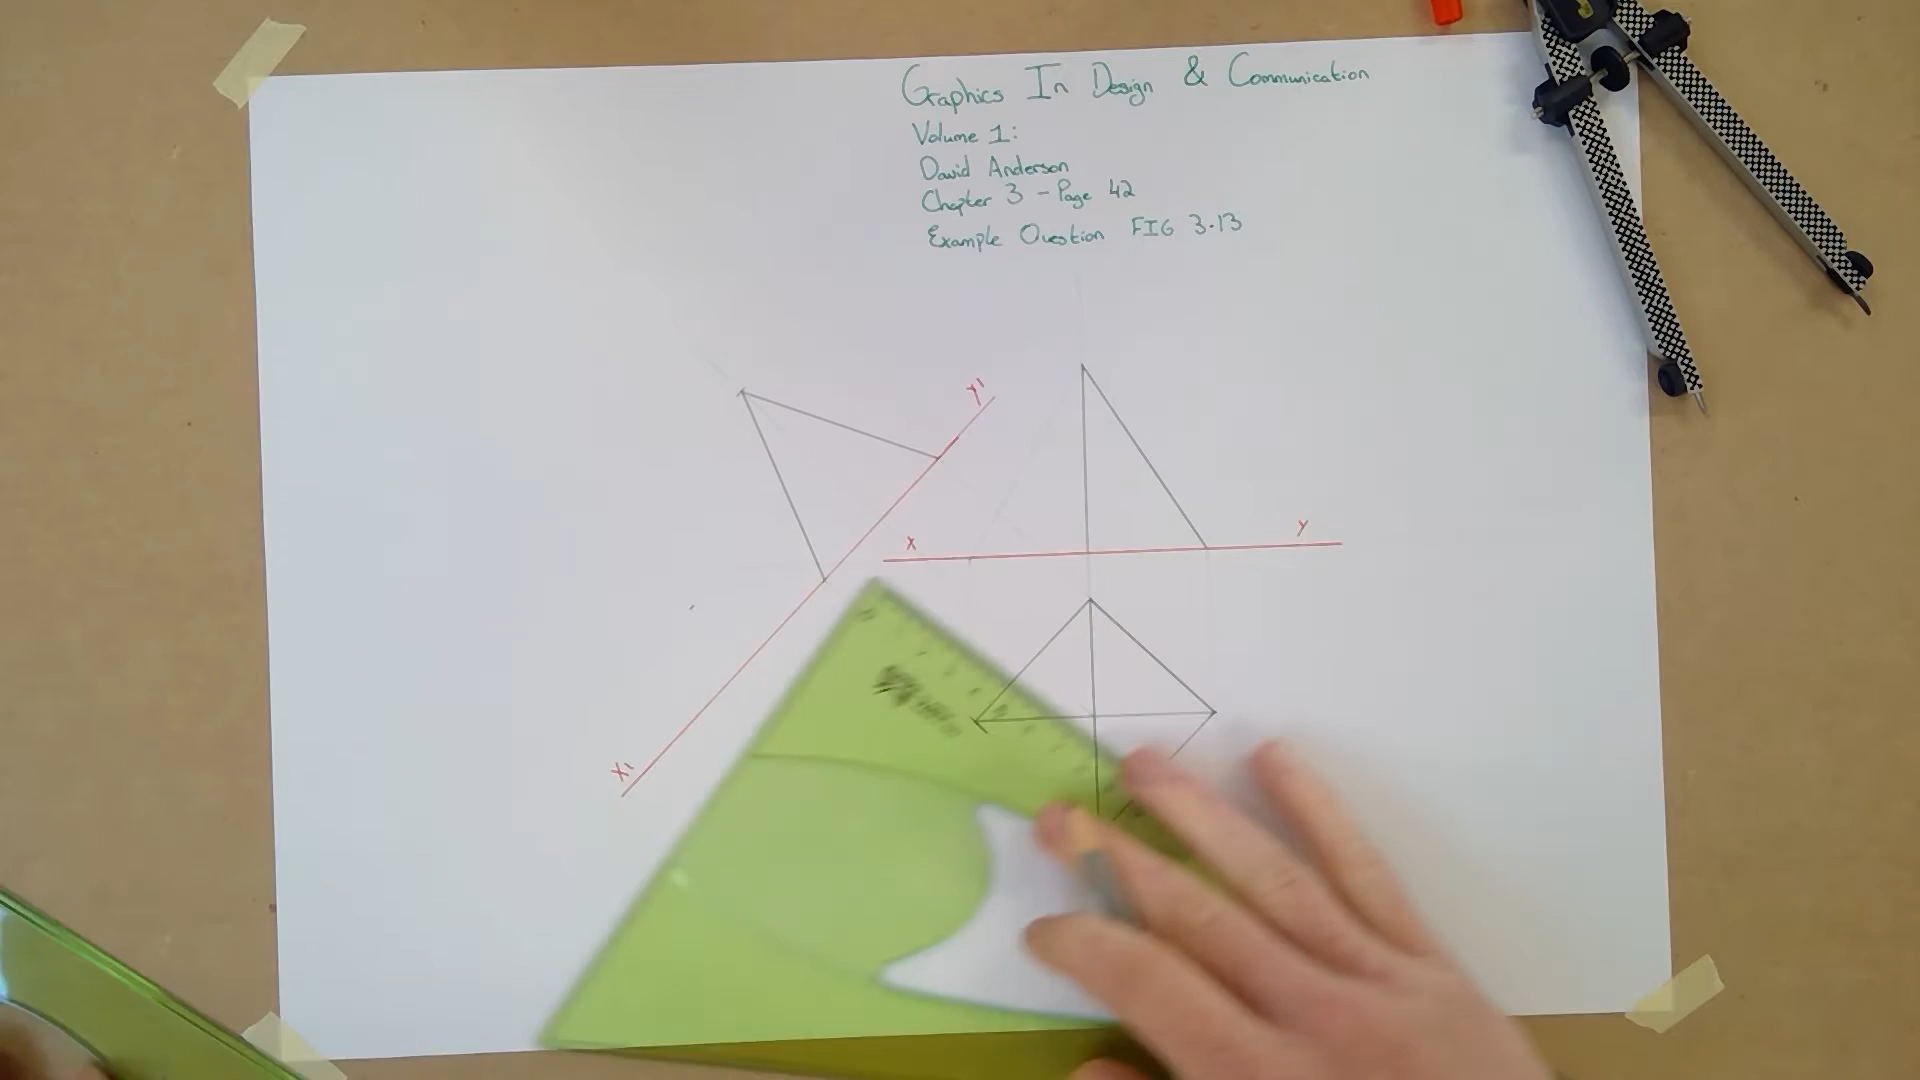 Graphics In Design & Communication
Volume 1:
David Anderson
Chapter 3 - Page 42
Example Question FIG 3.13
Y'
X
Y
X'